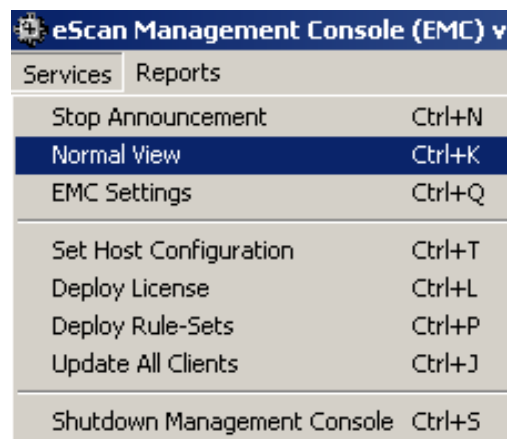 eScan Management Console (EMC) v
Services Reports
Stop Announcement Ctrl+N
Normal View Ctrl+K
EMC Settings Ctrl+Q
Set Host Configuration Ctrl+T
Deploy License Ctrl+L
Deploy Rule-Sets Ctrl+P
Update All Clients Ctrl+J
Shutdown Management Console Ctrl+S